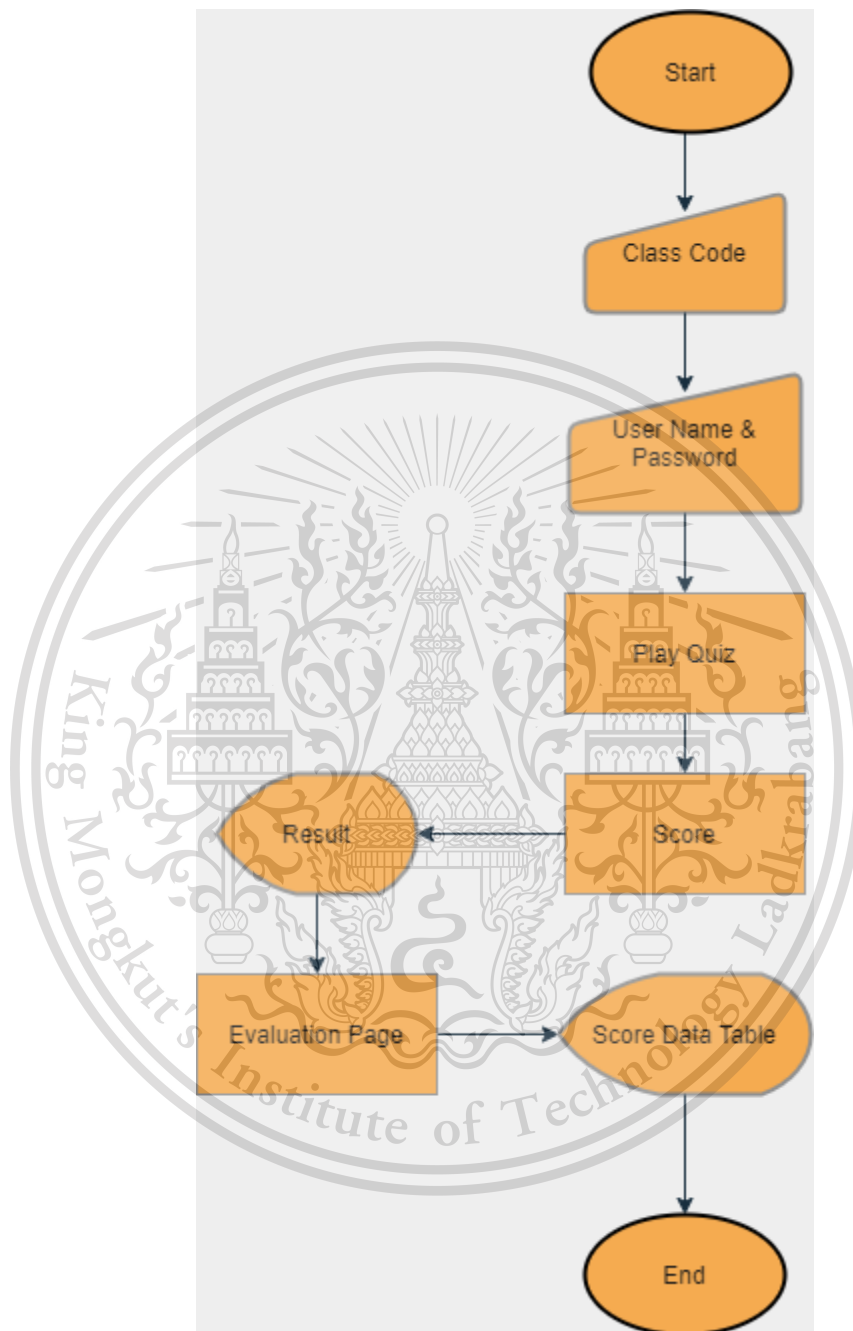 Start
Class Code
User Name &
Password
Play Quiz
Score
Result
Evaluation Page
Score Data Table
End
King Mongkut's Institute of Technology Ladkrabang